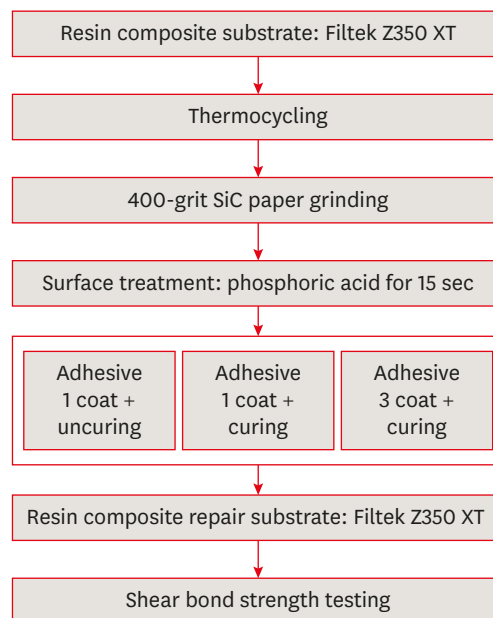 Resin composite substrate: Filtek Z350 XT
Thermocycling
400-grit SiC paper grinding
Surface treatment: phosphoric acid for 15 sec
Adhesive
1 coat +
uncuring
Adhesive
1 coat +
curing
Adhesive
3 coat +
curing
Resin composite repair substrate: Filtek Z350 XT
Shear bond strength testing